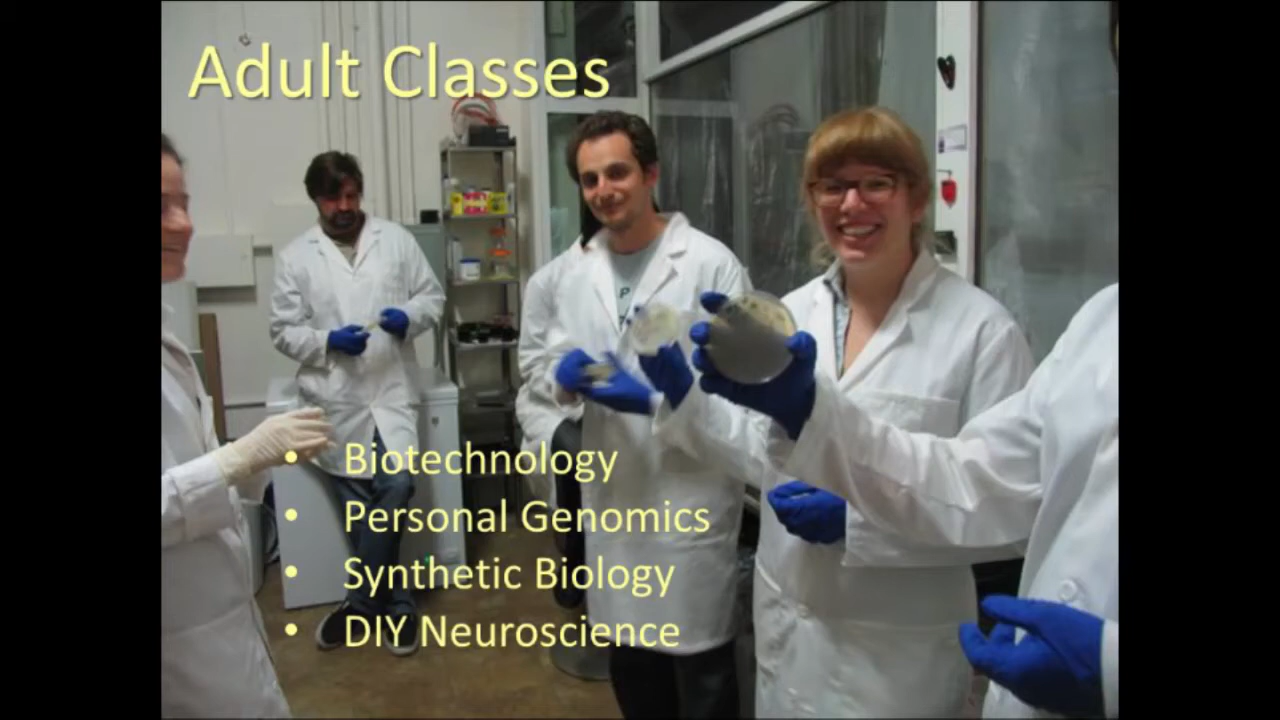 Adult Classes
• Biotechnology
• Personal Genomics
• Synthetic Biology
• DIY Neuroscience